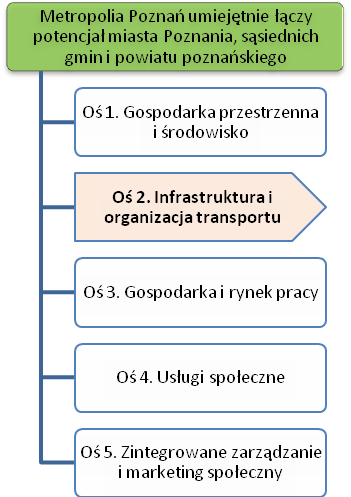 Metropolia Poznań umiejętnie łączy
potencjał miasta Poznania, sąsiednich
gmin i powiatu poznańskiego
Oś 1. Gospodarka przestrzenna
i środowisko
Oś 2. Infrastruktura i
organizacja transportu
Oś 3. Gospodarka i rynek pracy
Oś 4. Usługi społeczne
Oś 5. Zintegrowane zarządzanie
i marketing społeczny